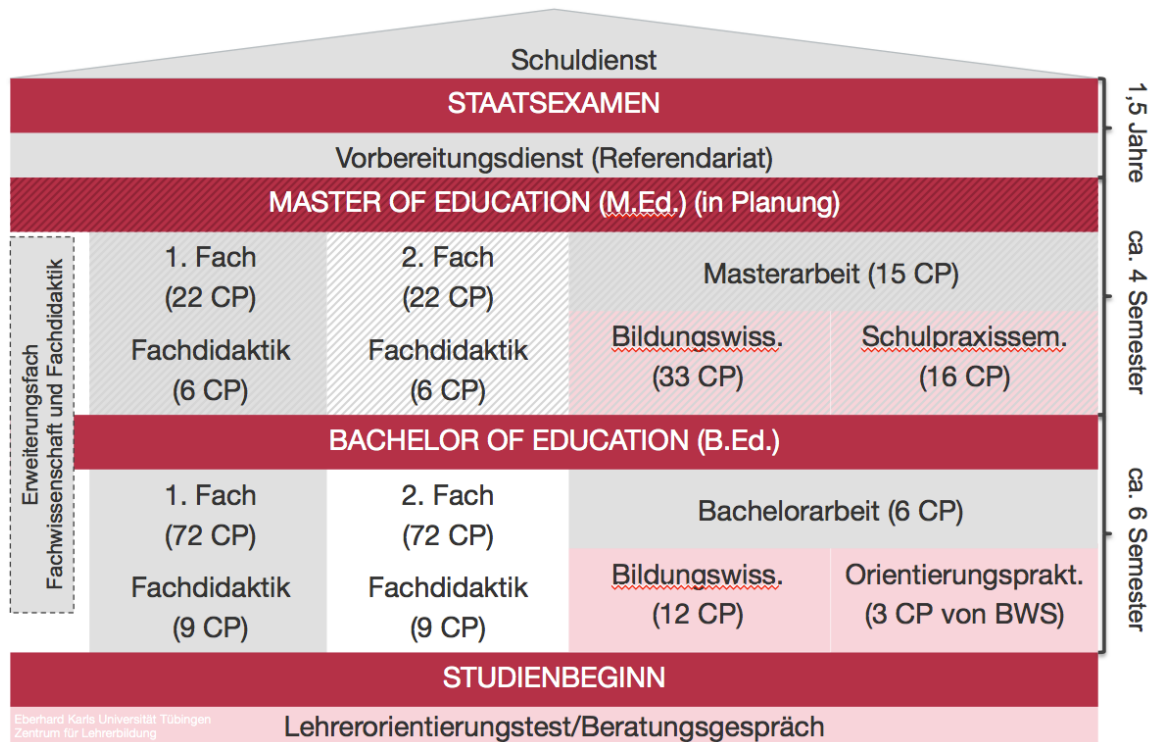 Schuldienst
STAATSEXAMEN
Vorbereitungsdienst (Referendariat)
1,5 Jahre
MASTER OF EDUCATION (M.Ed.) (in Planung)
Erweiterungsfach
Fachwissenschaft und Fachdidaktik
1. Fach
(22 CP)
Fachdidaktik
(6 CP)
2. Fach
(22 CP)
Fachdidaktik
(6 CP)
Masterarbeit (15 CP)
Bildungswiss.
(33 CP)
Schulpraxissem.
(16 CP)
ca. 4 Semester
BACHELOR OF EDUCATION (B.Ed.)
1. Fach
(72 CP)
Fachdidaktik
(9 CP)
2. Fach
(72 CP)
Fachdidaktik
(9 CP)
Bachelorarbeit (6 CP)
Bildungswiss.
(12 CP)
Orientierungsprakt.
(3 CP von BWS)
ca. 6 Semester
STUDIENBEGINN
Eberhard Karls Universität Tübingen
Zentrum für Lehrerbildung
Lehrerorientierungstest/Beratungsgespräch